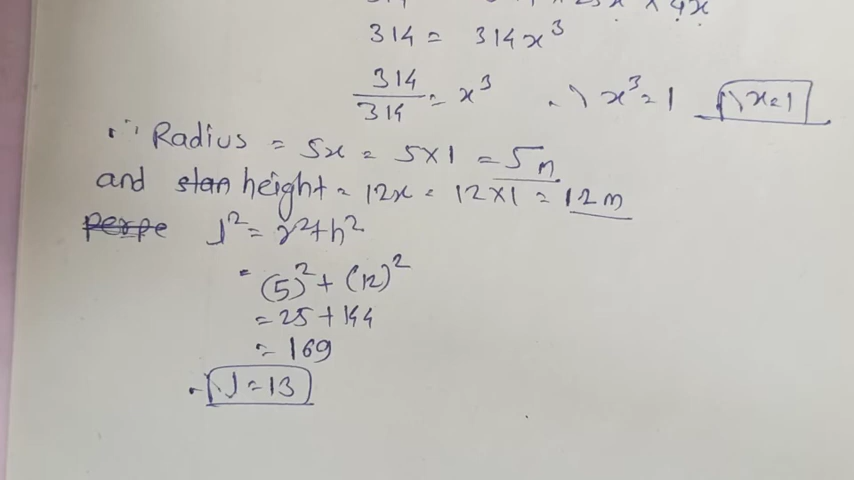 314 = 314x³
314/314 = x³ ∴ x³=1 ∴ x=1
∴ Radius = 5x = 5×1 = 5m
and height = 12x = 12×1 = 12m
l² = r²+h²
= (5)² + (12)²
= 25 + 144
= 169
∴ l = 13